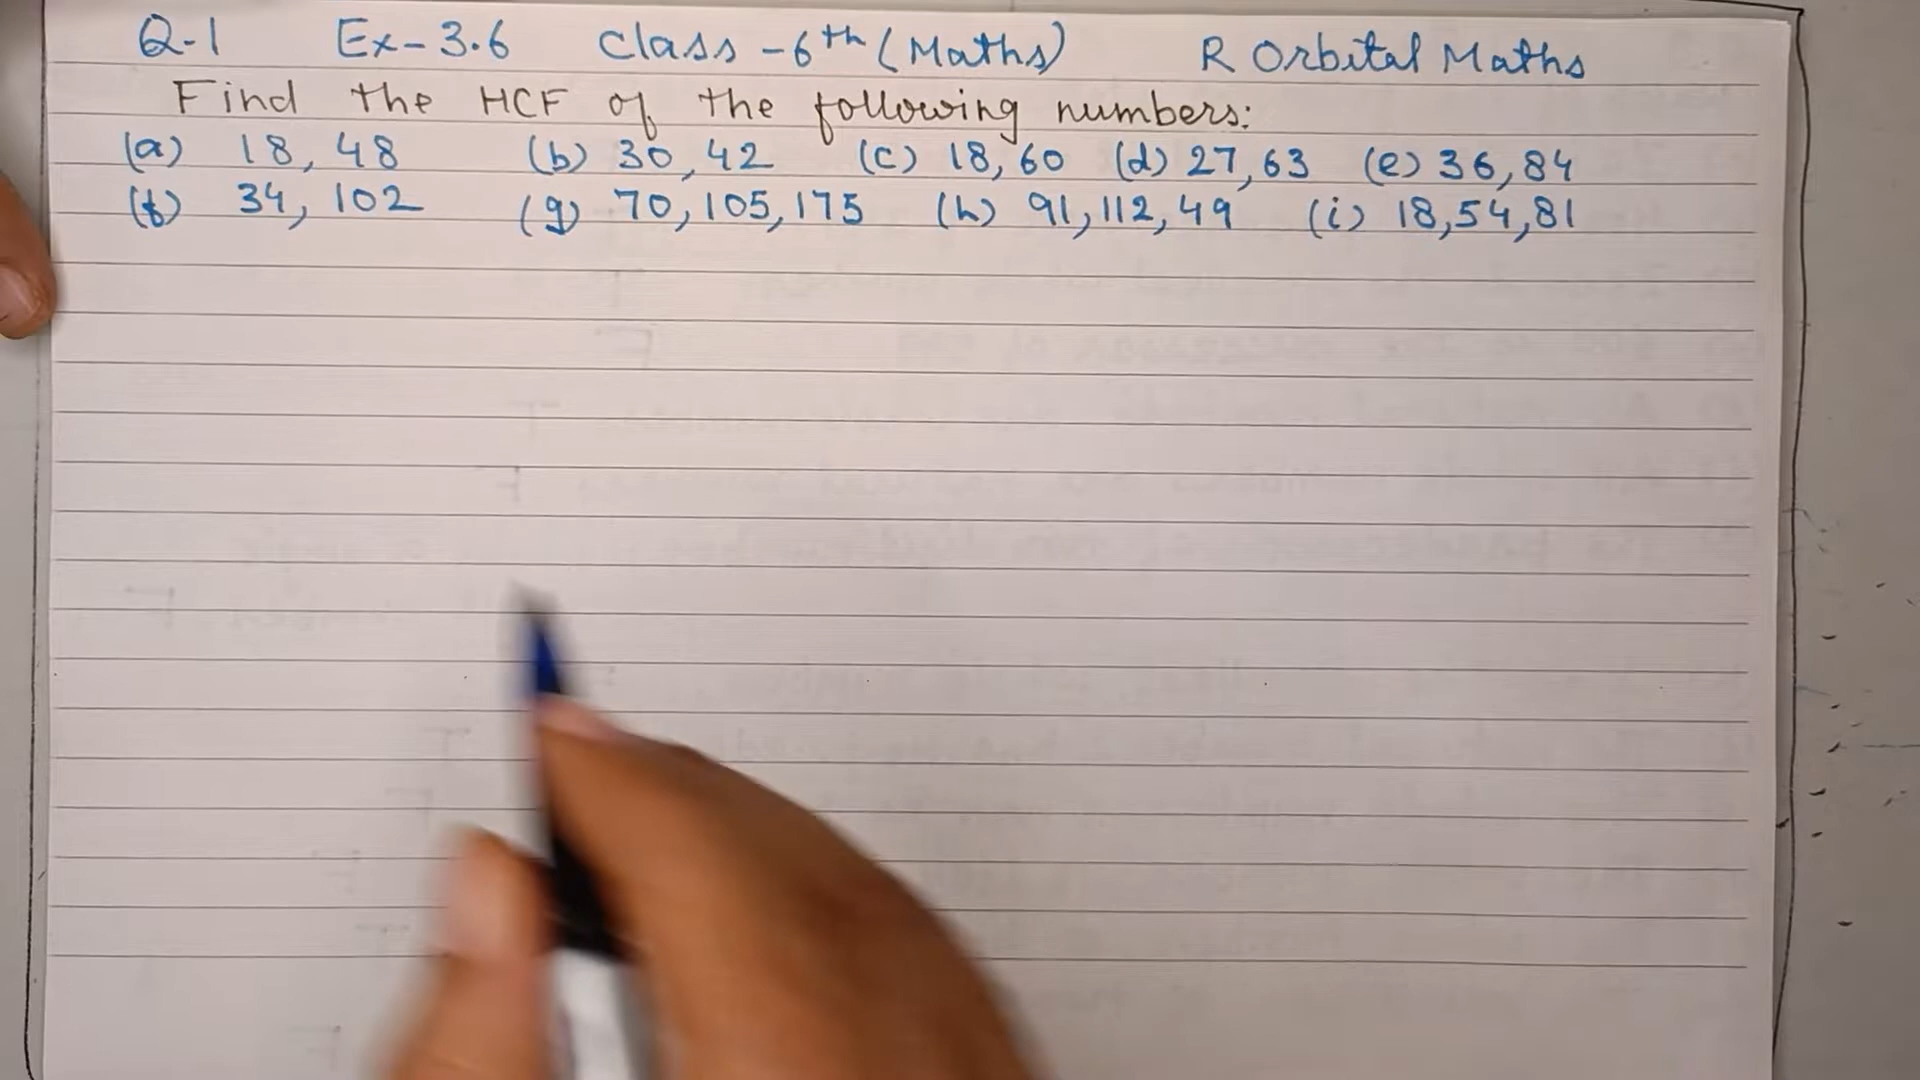 Q-1 Ex-3.6 Class-6th (Maths) R Orbital Maths
Find the HCF of the following numbers:
(a) 18, 48 (b) 30, 42 (c) 18, 60 (d) 27, 63 (e) 36, 84
(f) 34, 102 (g) 70, 105, 175 (h) 91, 112, 49 (i) 18, 54, 81